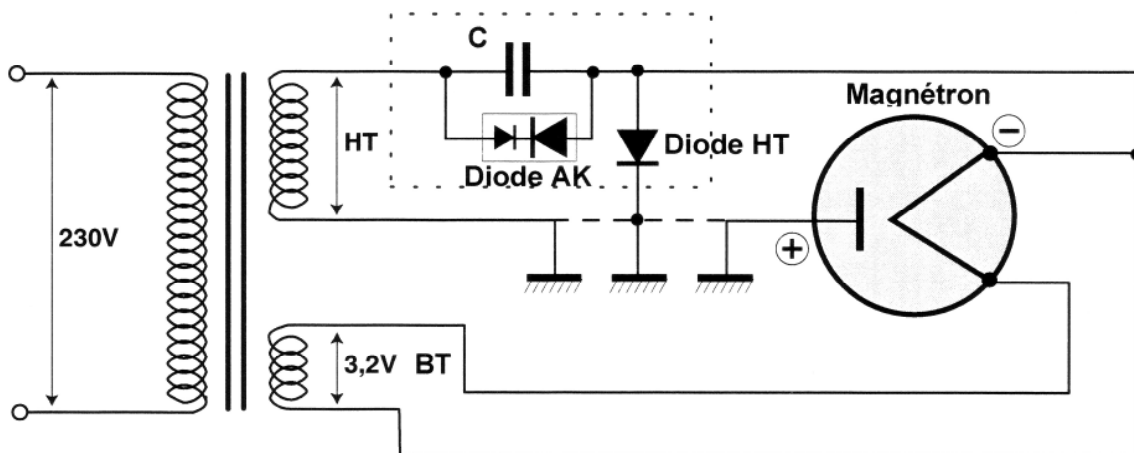 C
Magnétron
−
HT
Diode HT
Diode AK
230V
+
3,2V BT